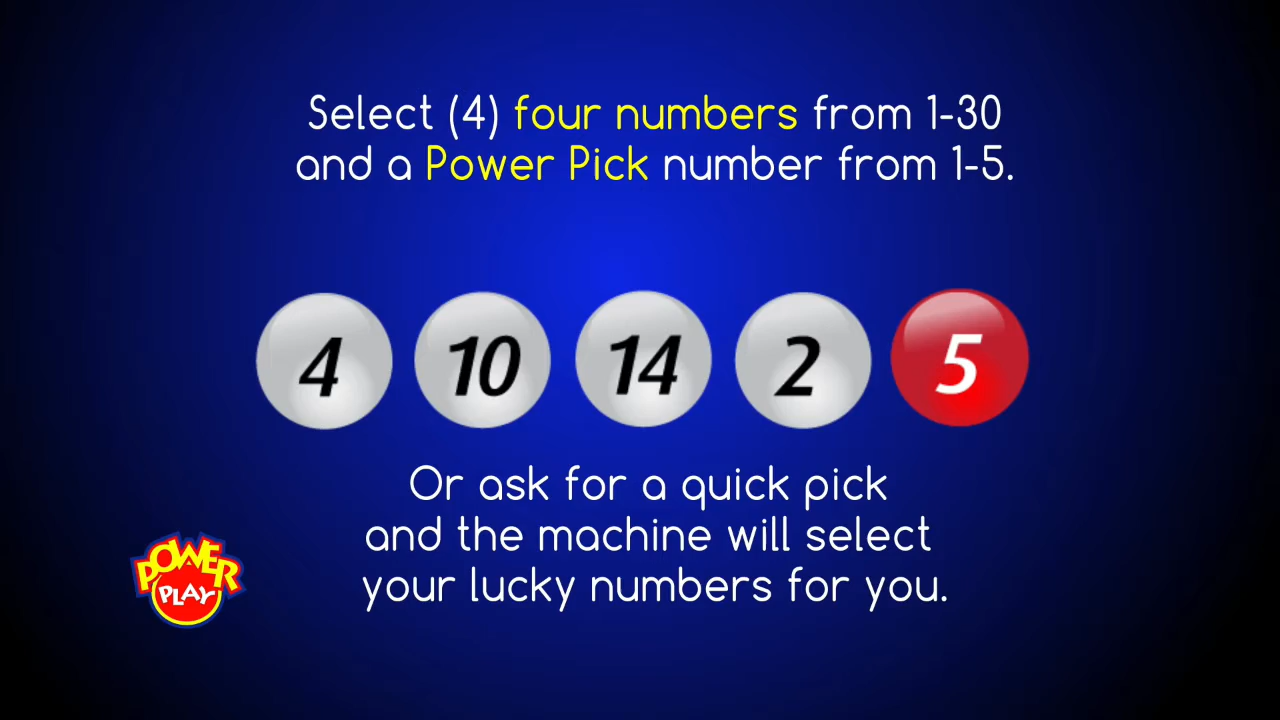 Select (4) four numbers from 1-30
and a Power Pick number from 1-5.
4 10 14 2 5
Or ask for a quick pick
and the machine will select
your lucky numbers for you.
POWER
PLAY